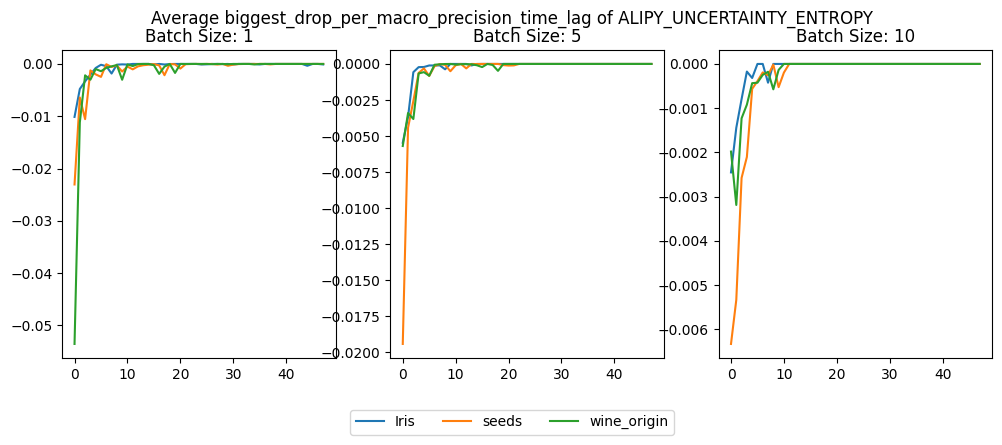 Average biggest_drop_per_macro_precision_time_lag of ALIPY_UNCERTAINTY_ENTROPY
Batch Size: 1
0.00
−0.01
−0.02
−0.03
−0.04
−0.05
0 10 20 30 40
Batch Size: 5
0.0000
−0.0025
−0.0050
−0.0075
−0.0100
−0.0125
−0.0150
−0.0175
−0.0200
0 10 20 30 40
Batch Size: 10
0.000
−0.001
−0.002
−0.003
−0.004
−0.005
−0.006
0 10 20 30 40
Iris seeds wine_origin